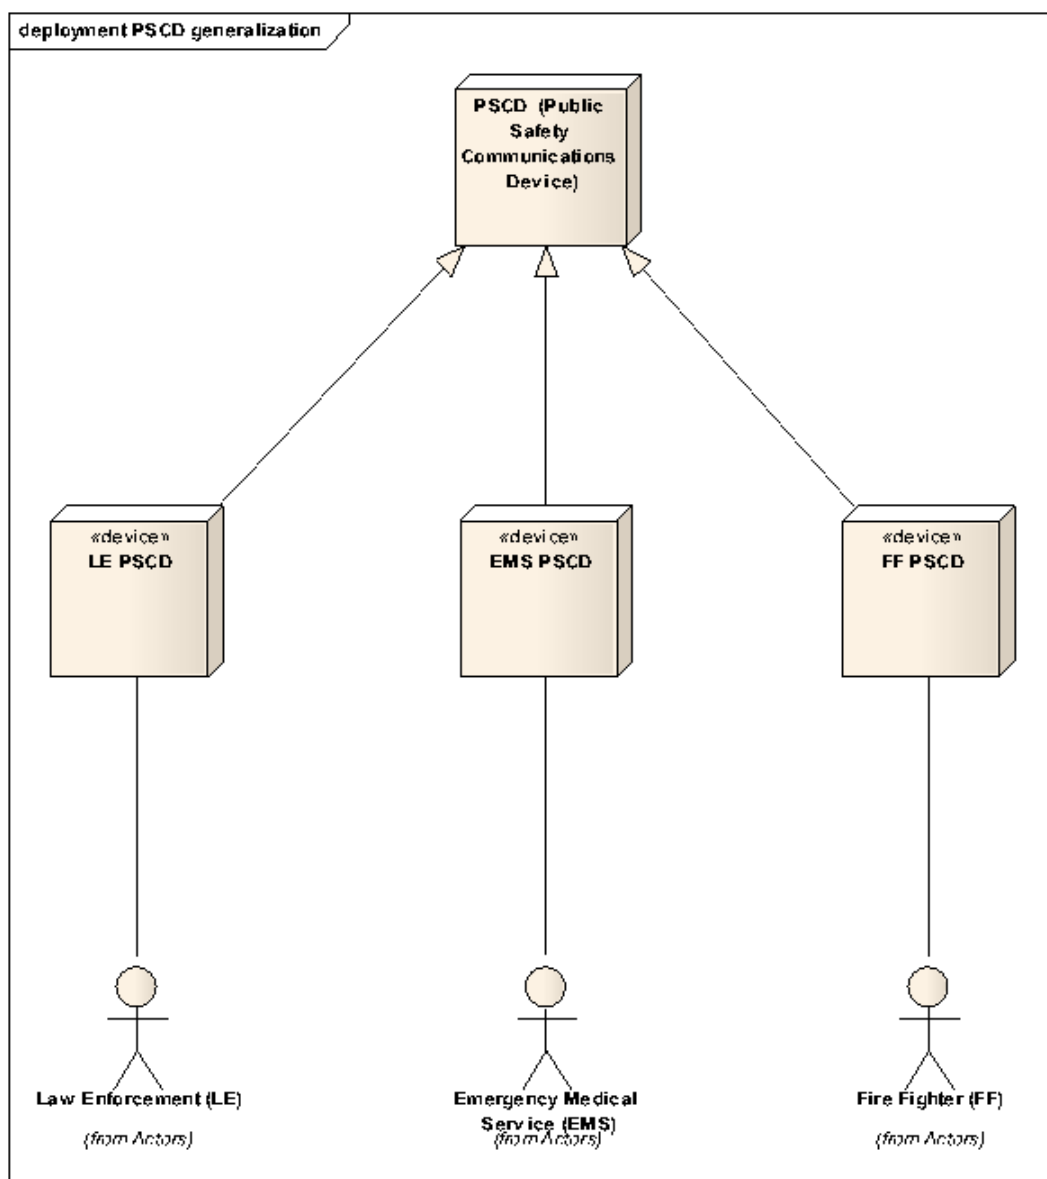 deployment PSCD generalization
PSCD (Public
Safety
Communications
Device)
«device»
LE PSCD
«device»
EMS PSCD
«device»
FF PSCD
Law Enforcement (LE)
(from Actors)
Emergency Medical
Service (EMS)
(from Actors)
Fire Fighter (FF)
(from Actors)